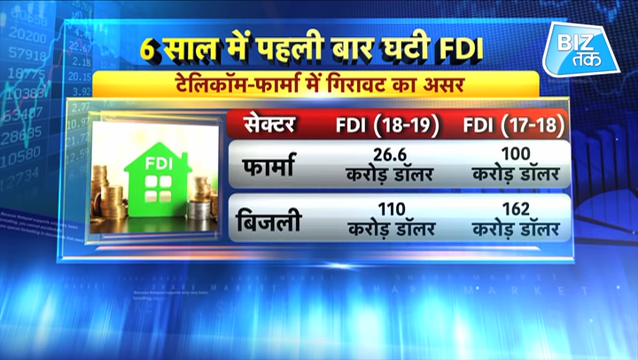 6 साल में पहली बार घटी FDI
BIZ
तक
टेलिकॉम-फार्मा में गिरावट का असर
सेक्टर FDI (18-19) FDI (17-18)
FDI
फार्मा 26.6 करोड़ डॉलर 100 करोड़ डॉलर
बिजली 110 करोड़ डॉलर 162 करोड़ डॉलर